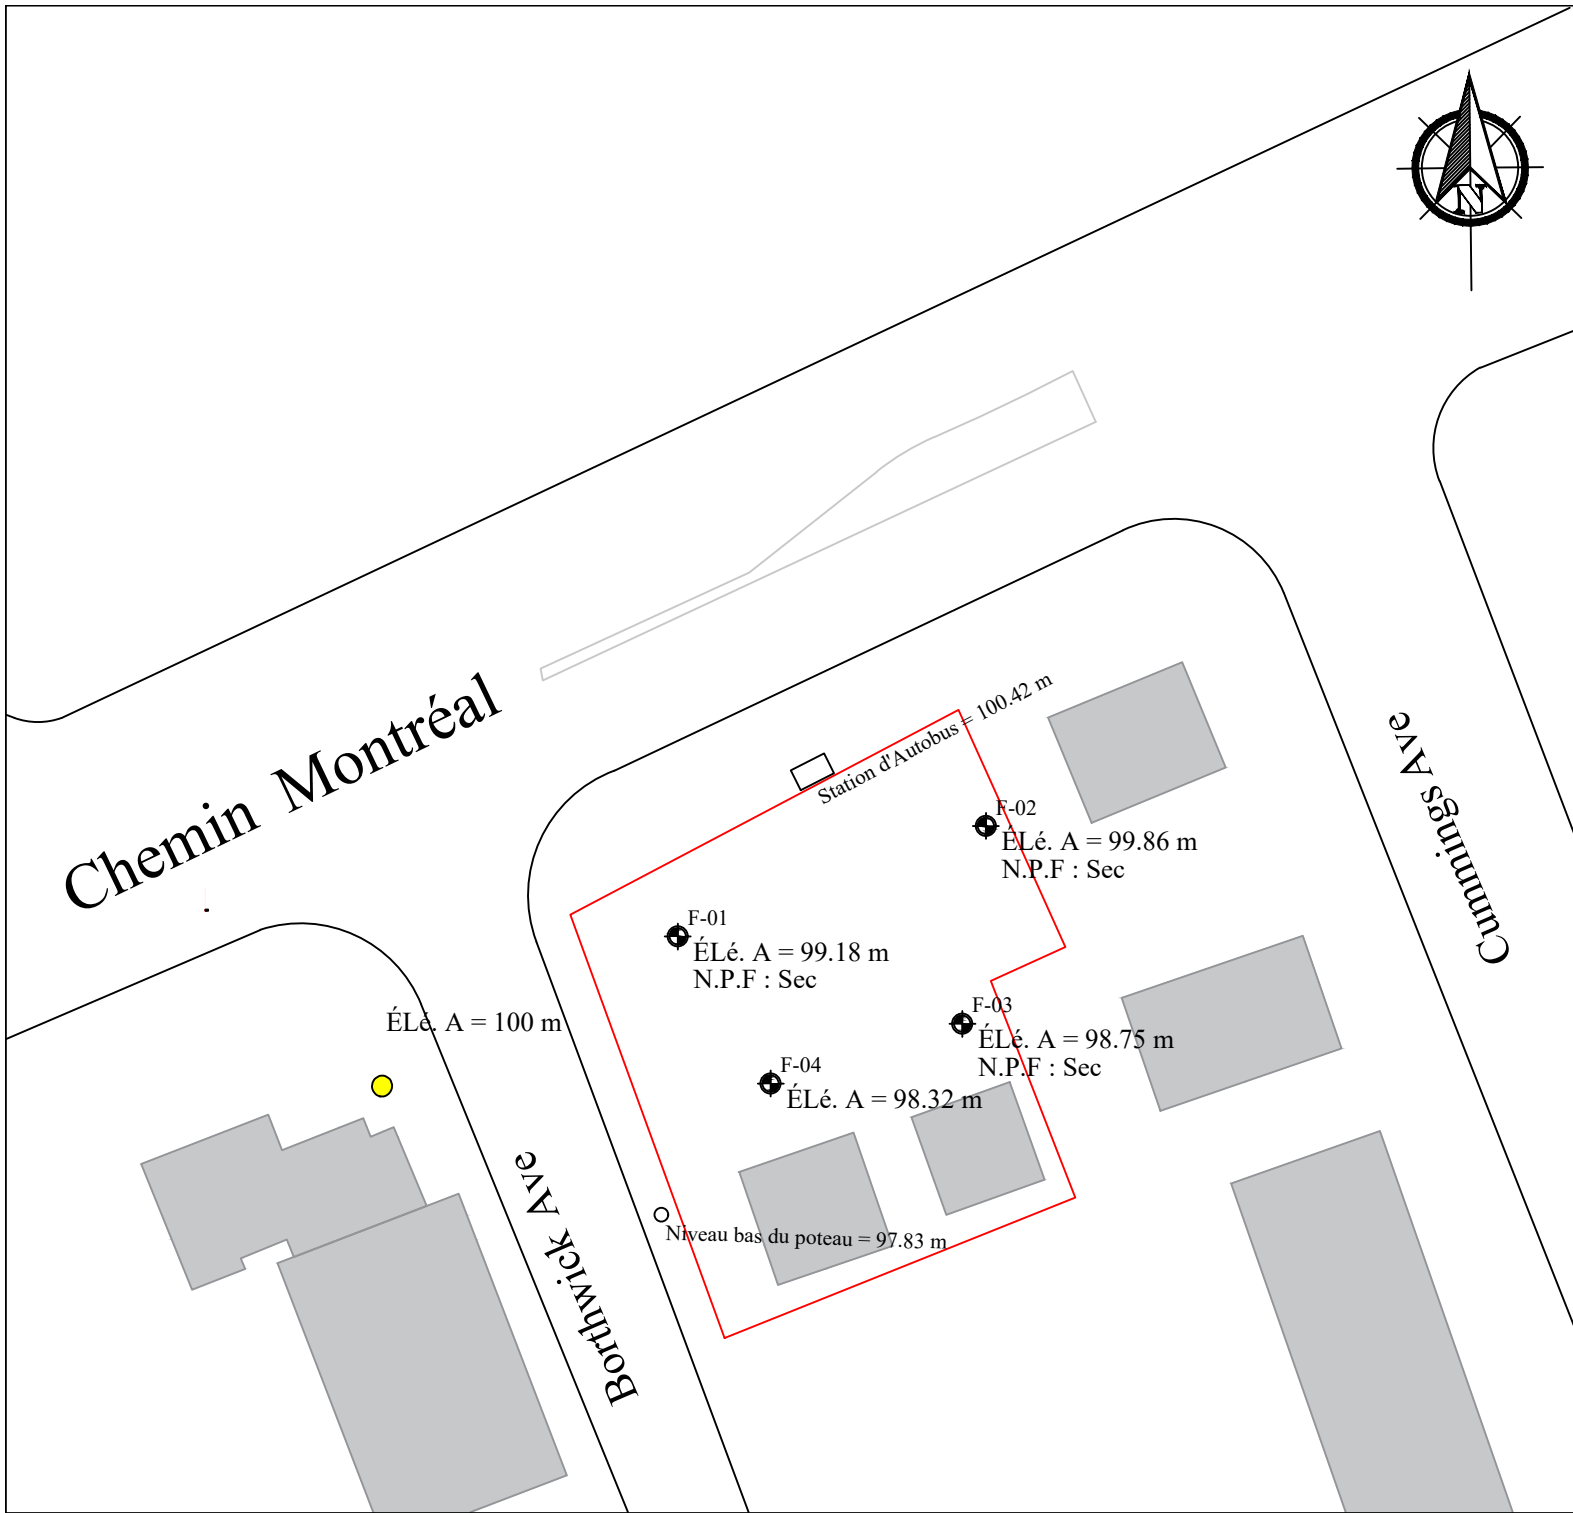 N
Chemin Montréal
Station d'Autobus = 100.42 m
Cummings Ave
F-02
ÉLé. A = 99.86 m
N.P.F : Sec
F-01
ÉLé. A = 99.18 m
N.P.F : Sec
F-03
ÉLé. A = 98.75 m
N.P.F : Sec
ÉLé. A = 100 m
F-04
ÉLé. A = 98.32 m
Borthwick Ave
Niveau bas du poteau = 97.83 m